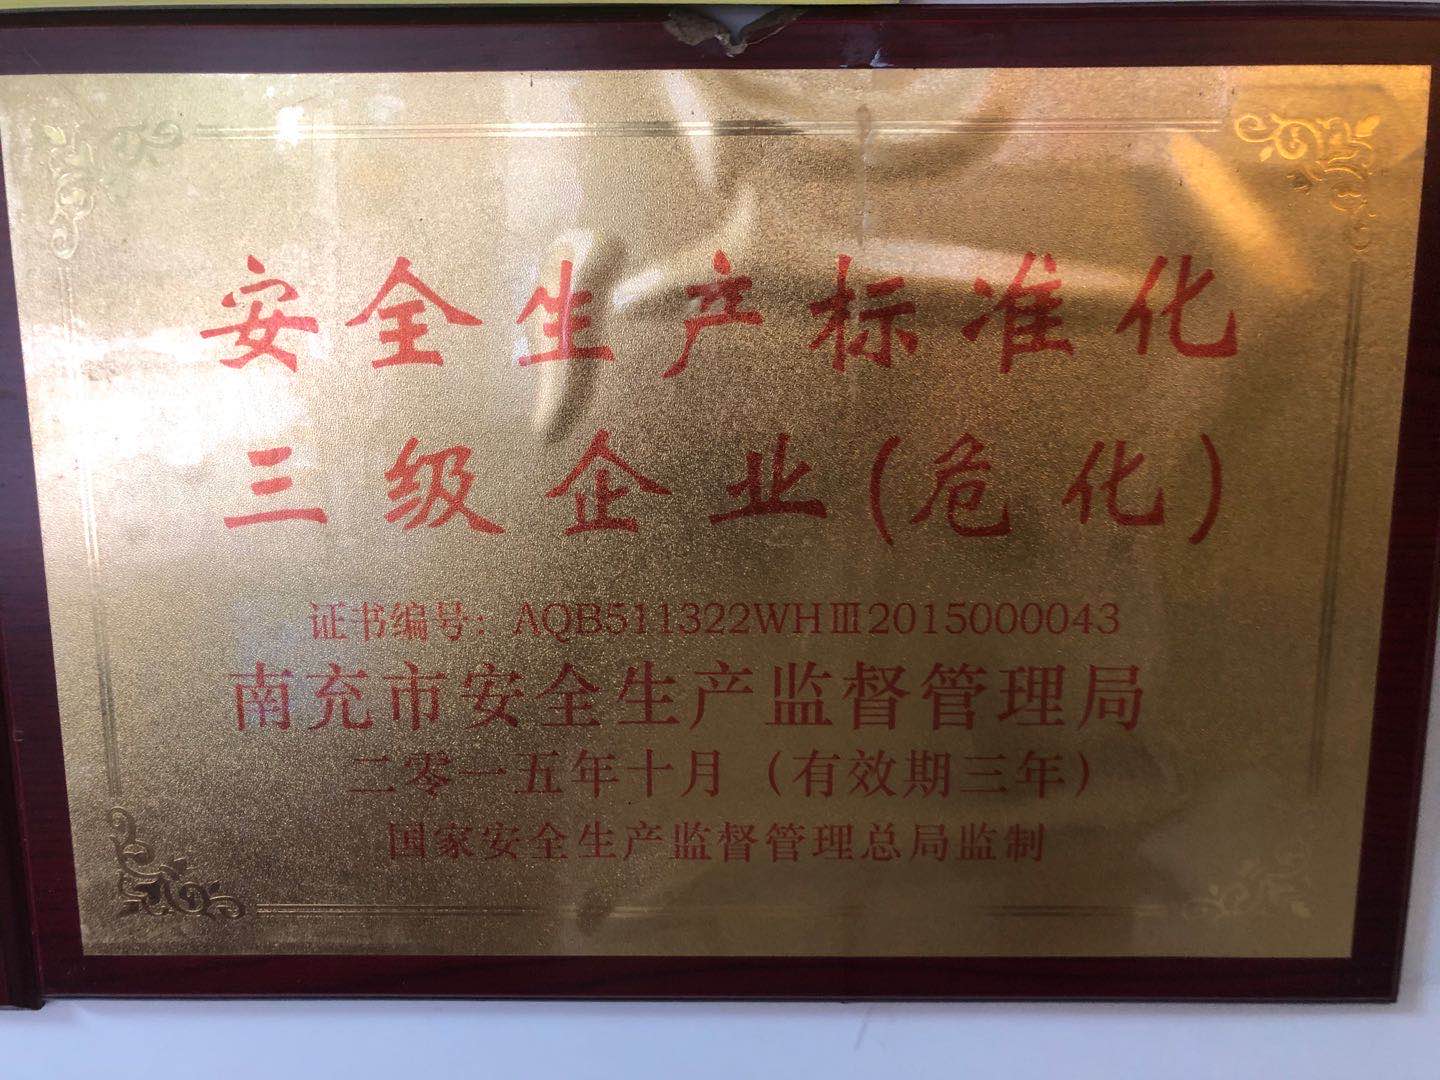 安全生产标准化
三级企业(危化)
证书编号：AQB511322WHⅢ2015000043
南充市安全生产监督管理局
二零一五年十月（有效期三年）
国家安全生产监督管理总局监制